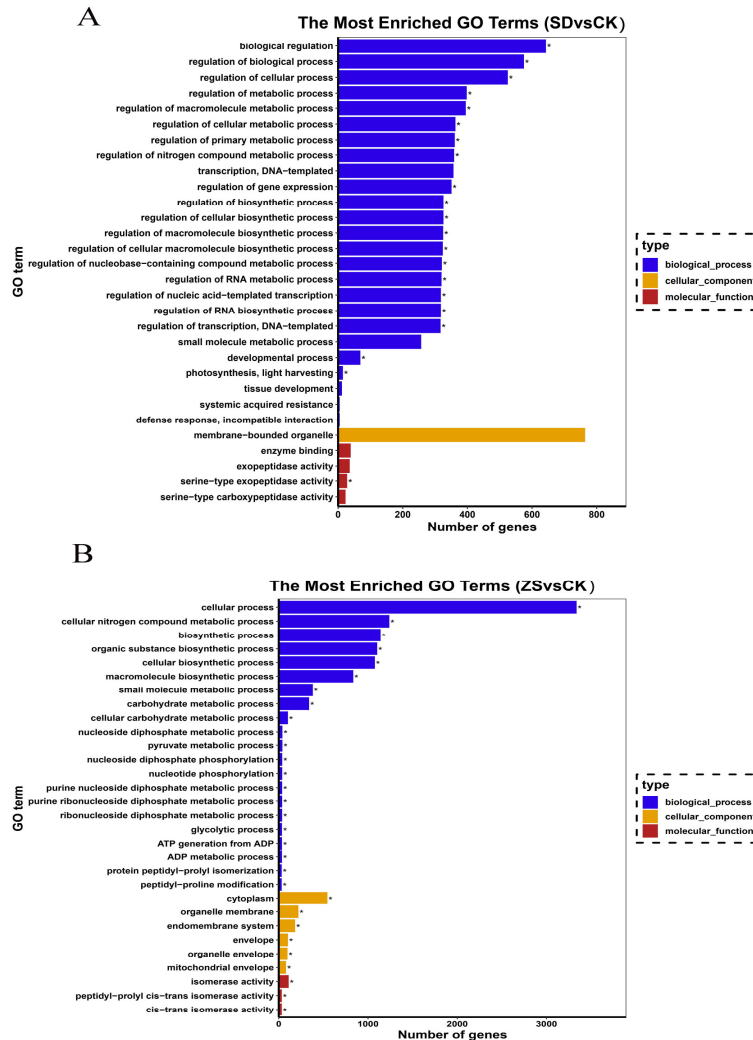 A
The Most Enriched GO Terms (SDvsCK)
biological regulation
regulation of biological process
regulation of cellular process
regulation of metabolic process
regulation of macromolecule metabolic process
regulation of cellular metabolic process
regulation of primary metabolic process
regulation of nitrogen compound metabolic process
transcription, DNA-templated
regulation of gene expression
regulation of biosynthetic process
regulation of cellular biosynthetic process
regulation of macromolecule biosynthetic process
regulation of cellular macromolecule biosynthetic process
regulation of nucleobase-containing compound metabolic process
regulation of RNA metabolic process
regulation of nucleic acid-templated transcription
regulation of RNA biosynthetic process
regulation of transcription, DNA-templated
small molecule metabolic process
developmental process
photosynthesis, light harvesting
tissue development
systemic acquired resistance
defense response, incompatible interaction
membrane-bounded organelle
enzyme binding
exopeptidase activity
serine-type exopeptidase activity
serine-type carboxypeptidase activity
GO term
0 200 400 600 800
Number of genes
type
biological_process
cellular_component
molecular_function
B
The Most Enriched GO Terms (ZSvsCK)
cellular process
cellular nitrogen compound metabolic process
biosynthetic process
organic substance biosynthetic process
cellular biosynthetic process
macromolecule biosynthetic process
small molecule metabolic process
carbohydrate metabolic process
cellular carbohydrate metabolic process
nucleoside diphosphate metabolic process
pyruvate metabolic process
nucleoside diphosphate phosphorylation
nucleotide phosphorylation
purine nucleoside diphosphate metabolic process
purine ribonucleoside diphosphate metabolic process
ribonucleoside diphosphate metabolic process
glycolytic process
ATP generation from ADP
ADP metabolic process
protein peptidyl-prolyl isomerization
peptidyl-proline modification
cytoplasm
organelle membrane
endomembrane system
envelope
organelle envelope
mitochondrial envelope
isomerase activity
peptidyl-prolyl cis-trans isomerase activity
cis-trans isomerase activity
GO term
0 1000 2000 3000
Number of genes
type
biological_process
cellular_component
molecular_function